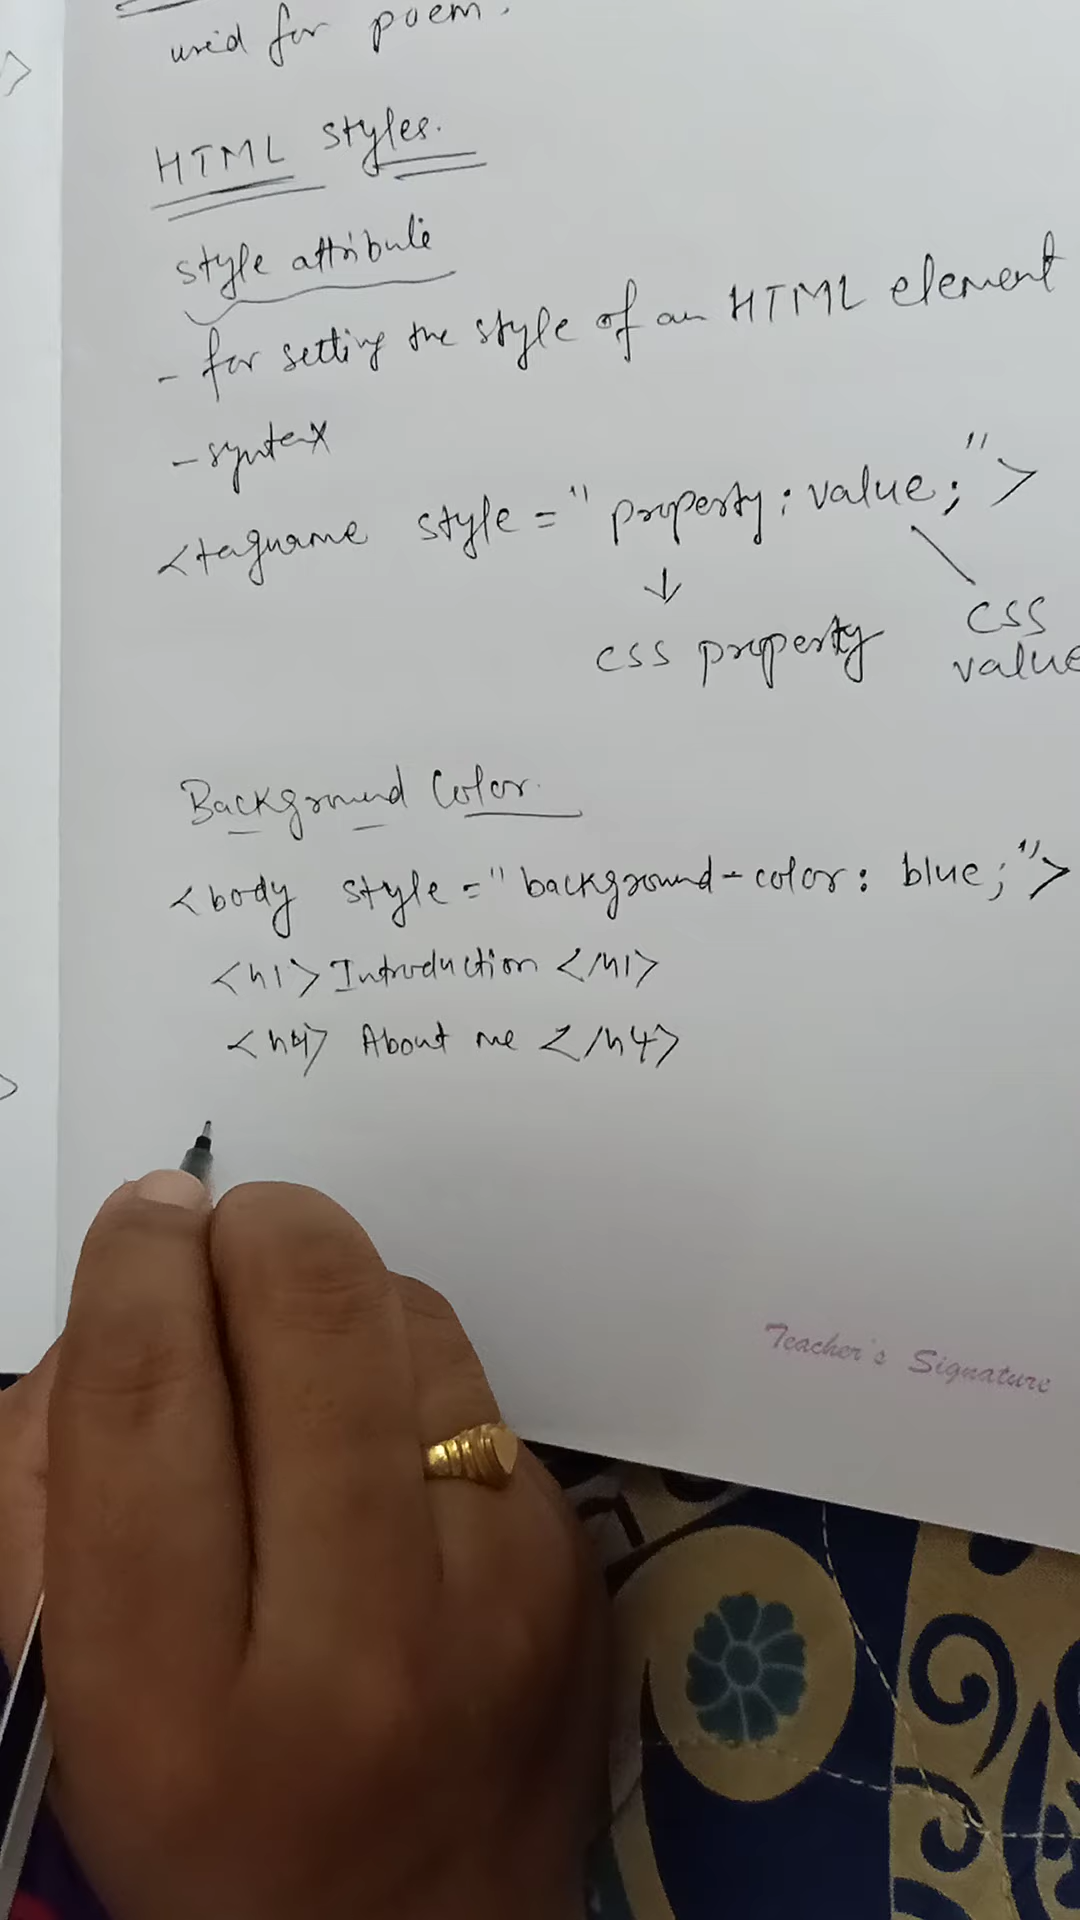 used for poem.
HTML styles.
style attribute
- for setting the style of an HTML element
- syntax
<tagname style="property:value;">
↓
css property
css
value
Background Color.
<body style="background-color: blue;">
<h1> Introduction </h1>
<h4> About me </h4>
Teacher's Signature